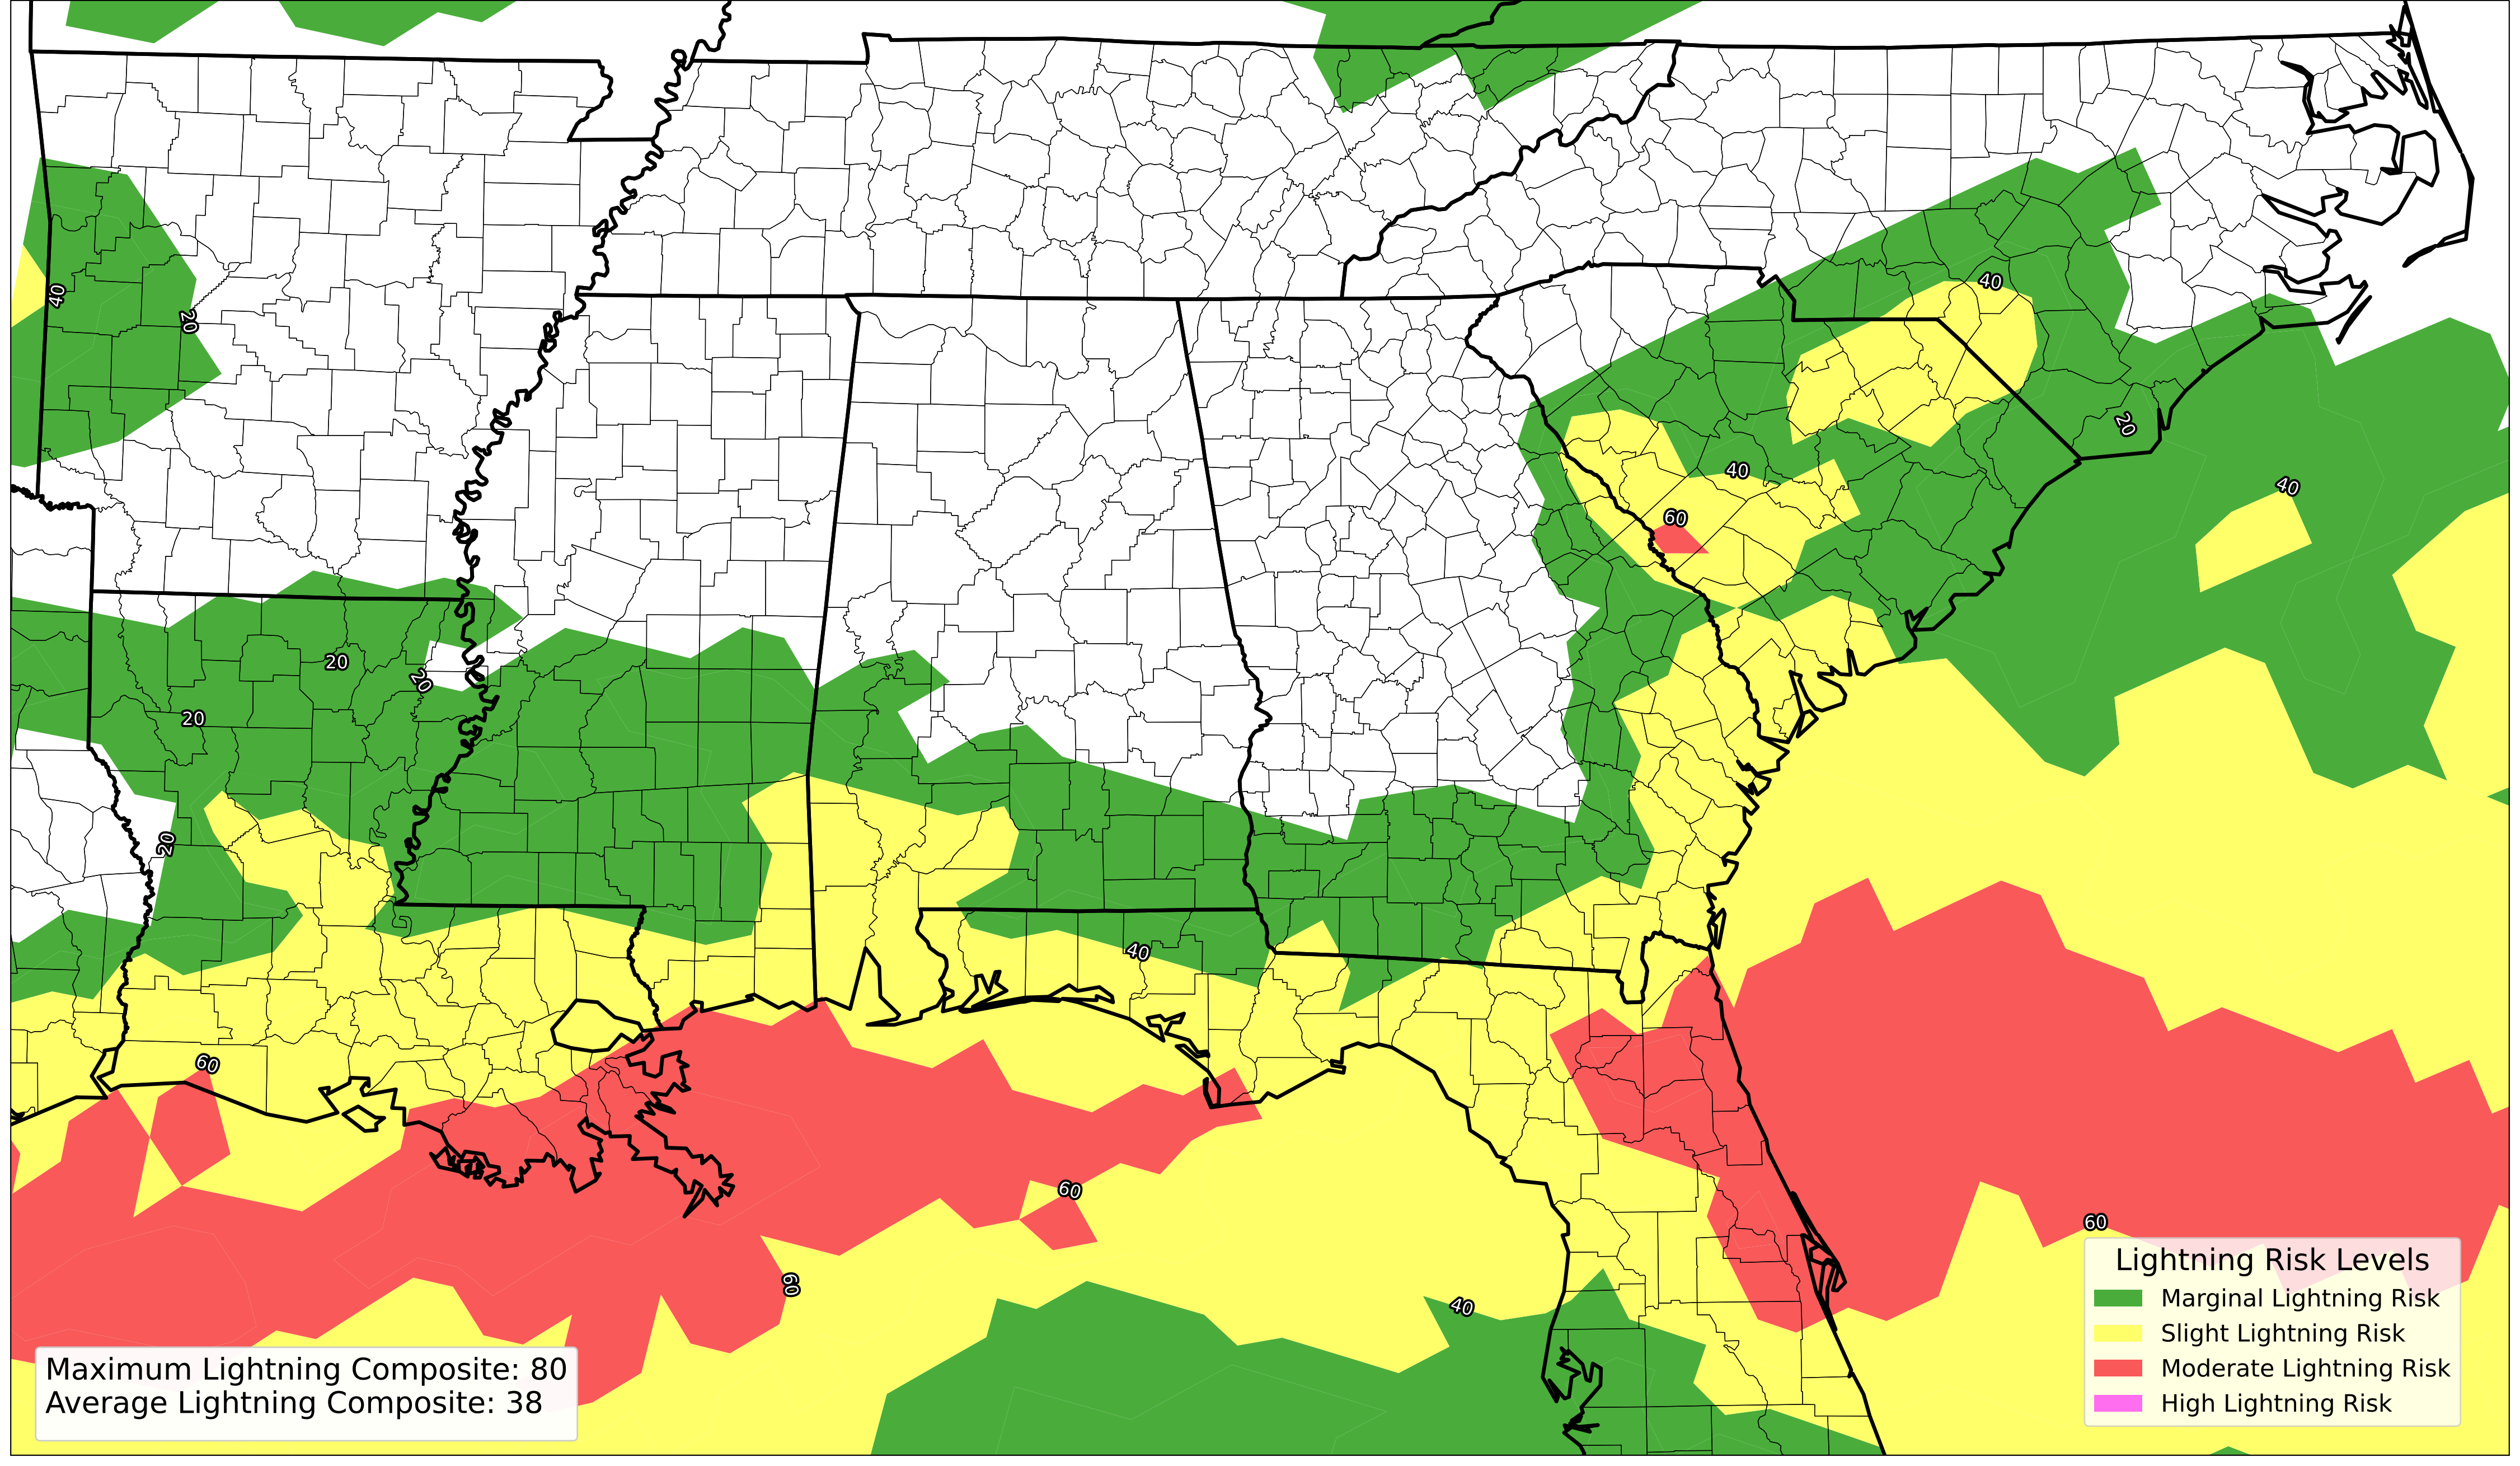 40
40
20
20
40
40
60
20
20
20
20
40
60
60
60
60
40
Lightning Risk Levels
Marginal Lightning Risk
Slight Lightning Risk
Moderate Lightning Risk
High Lightning Risk
Maximum Lightning Composite: 80
Average Lightning Composite: 38